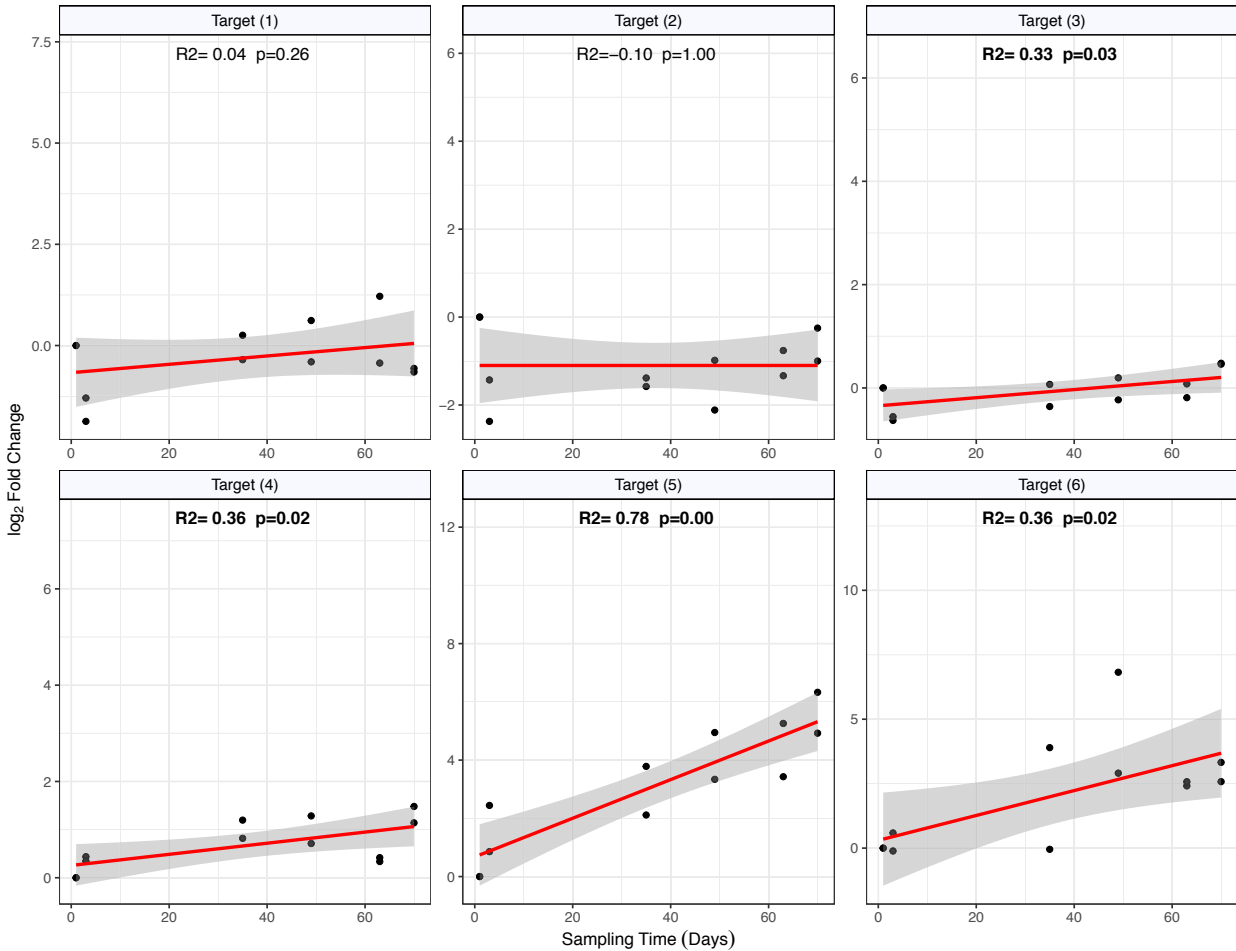 Target (1)
Target (2)
Target (3)
R2= 0.04 p=0.26
R2=−0.10 p=1.00
R2= 0.33 p=0.03
7.5
5.0
2.5
0.0
6
4
2
0
−2
6
4
2
0
0 20 40 60
0 20 40 60
0 20 40 60
Target (4)
Target (5)
Target (6)
R2= 0.36 p=0.02
R2= 0.78 p=0.00
R2= 0.36 p=0.02
6
4
2
0
12
8
4
0
10
5
0
0 20 40 60
0 20 40 60
0 20 40 60
log2 Fold Change
Sampling Time (Days)